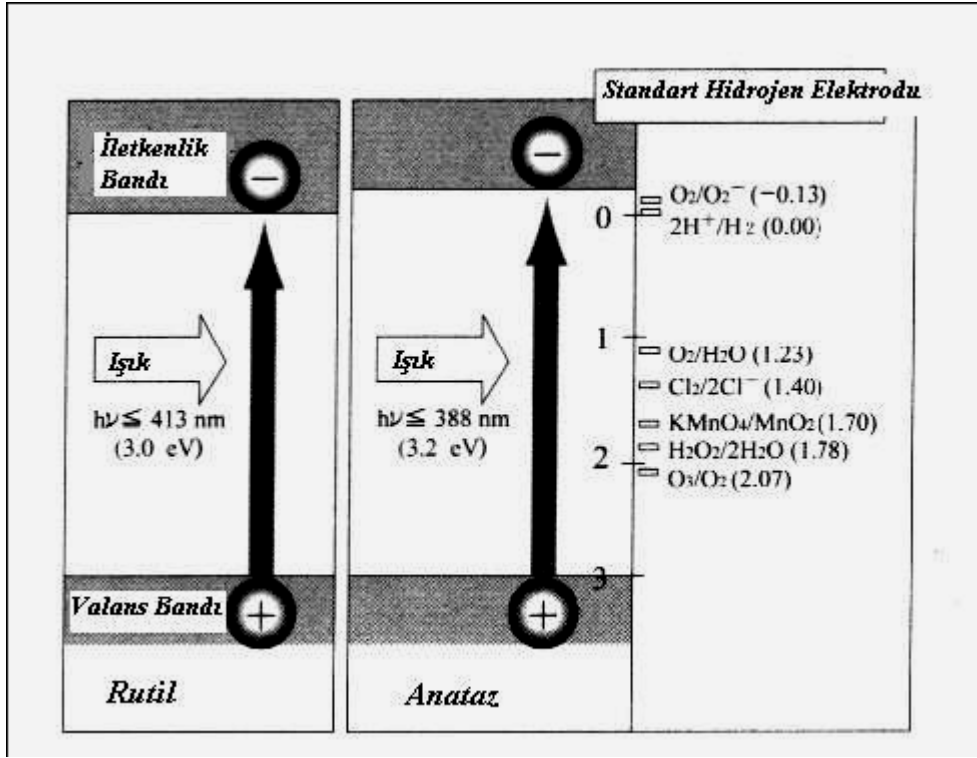 Standart Hidrojen Elektrodu
İletkenlik
Bandı
−
−
O2/O2− (−0.13)
0
2H+/H2 (0.00)
1
Işık
Işık
O2/H2O (1.23)
Cl2/2Cl− (1.40)
hν≦ 413 nm
(3.0 eV)
hν≦ 388 nm
(3.2 eV)
KMnO4/MnO2(1.70)
H2O2/2H2O (1.78)
2
O3/O2 (2.07)
3
Valans Bandı
+
+
Rutil
Anataz